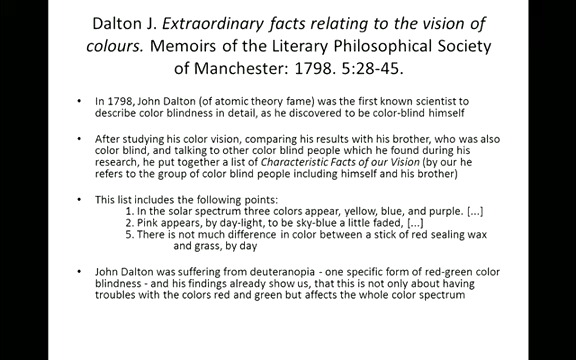 Dalton J. Extraordinary facts relating to the vision of
colours. Memoirs of the Literary Philosophical Society
of Manchester: 1798. 5:28-45.
• In 1798, John Dalton (of atomic theory fame) was the first known scientist to
describe color blindness in detail, as he discovered to be color-blind himself
• After studying his color vision, comparing his results with his brother, who was also
color blind, and talking to other color blind people which he found during his
research, he put together a list of Characteristic Facts of our Vision (by our he
refers to the group of color blind people including himself and his brother)
• This list includes the following points:
1. In the solar spectrum three colors appear, yellow, blue, and purple. [...]
2. Pink appears, by day-light, to be sky-blue a little faded, [...]
5. There is not much difference in color between a stick of red sealing wax
and grass, by day
• John Dalton was suffering from deuteranopia - one specific form of red-green color
blindness - and his findings already show us, that this is not only about having
troubles with the colors red and green but affects the whole color spectrum